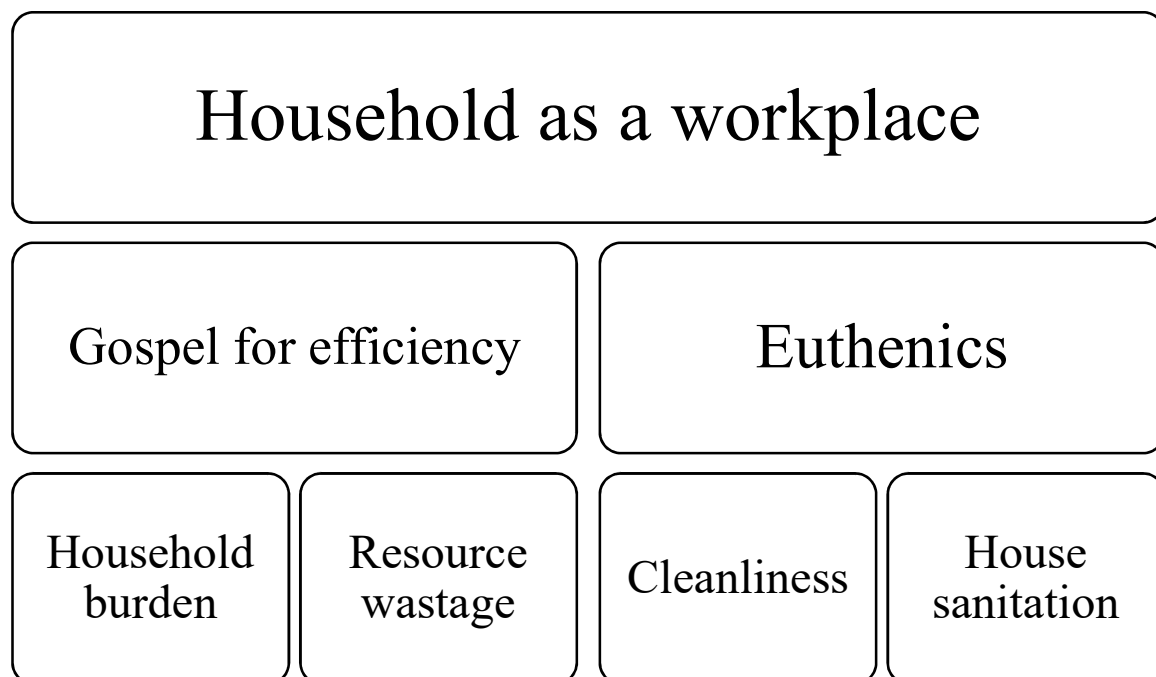 Household as a workplace
Gospel for efficiency
Euthenics
Household
burden
Resource
wastage
Cleanliness
House
sanitation